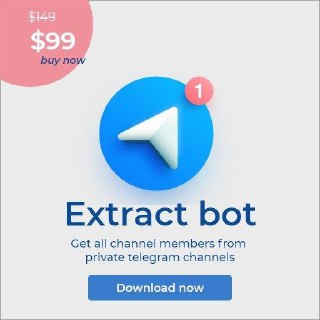 $149
$99
buy now
1
Extract bot
Get all channel members from
private telegram channels
Download now